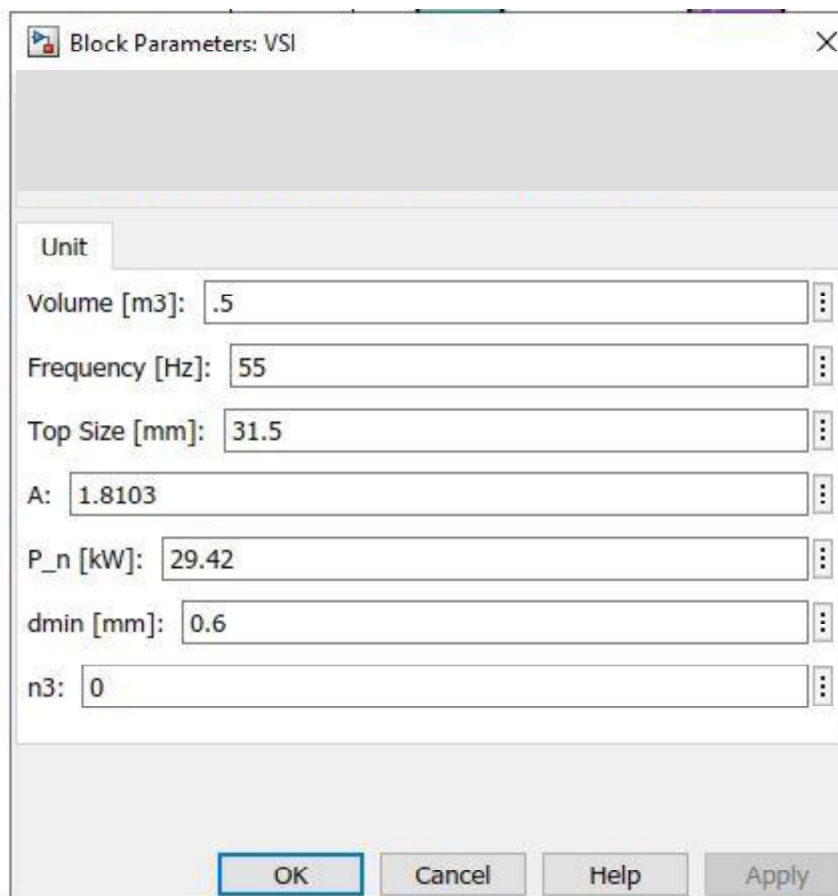 Block Parameters: VSI
Unit
Volume [m3]: .5
Frequency [Hz]: 55
Top Size [mm]: 31.5
A: 1.8103
P_n [kW]: 29.42
dmin [mm]: 0.6
n3: 0
OK Cancel Help Apply